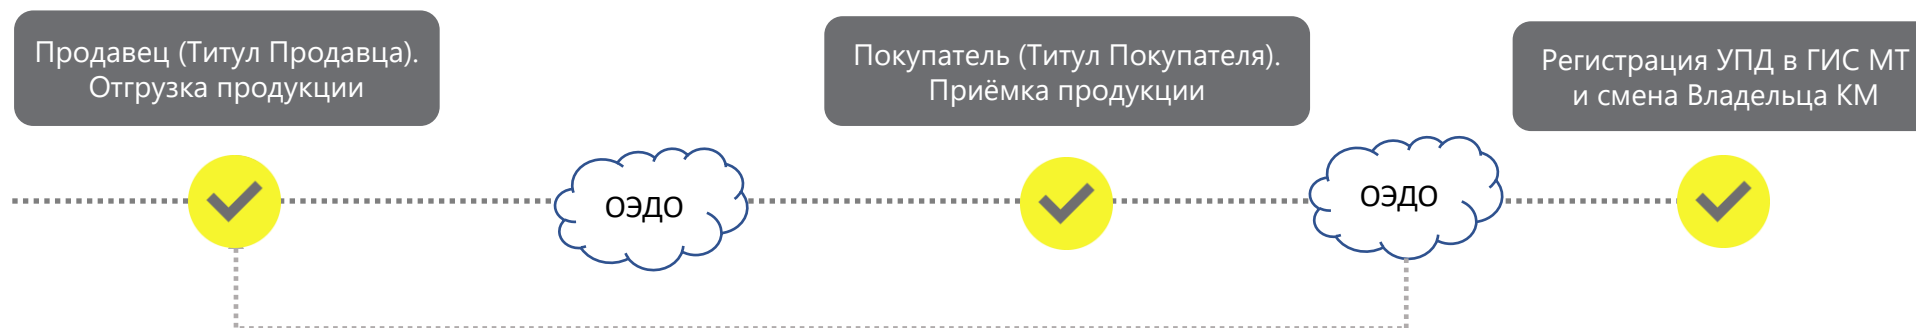 Продавец (Титул Продавца).
Отгрузка продукции
Покупатель (Титул Покупателя).
Приёмка продукции
Регистрация УПД в ГИС МТ
и смена Владельца КМ
ОЭДО
ОЭДО